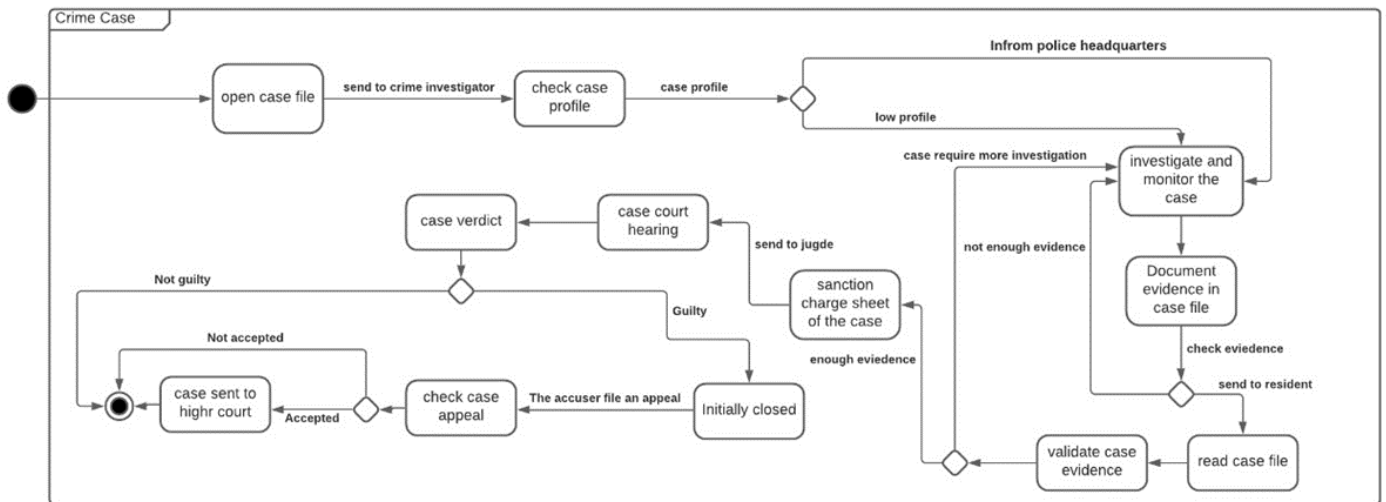 Crime Case
Infrom police headquarters
open case file
send to crime investigator
check case
profile
case profile
low profile
case require more investigation
investigate and
monitor the
case
case verdict
case court
hearing
send to jugde
not enough evidence
Document
evidence in
case file
Not guilty
sanction
charge sheet
of the case
Guilty
Not accepted
enough eviedence
check eviedence
send to resident
case sent to
highr court
Accepted
check case
appeal
The accuser file an appeal
Initially closed
validate case
evidence
read case file